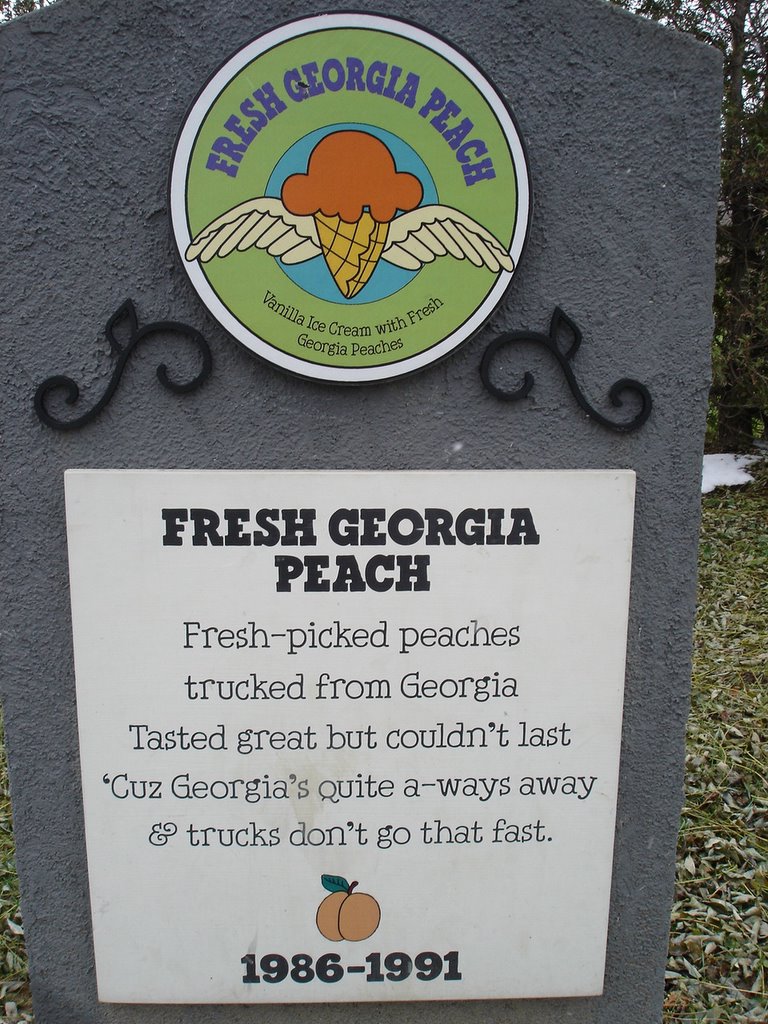 FRESH GEORGIA PEACH
Vanilla Ice Cream with Fresh
Georgia Peaches
FRESH GEORGIA
PEACH
Fresh-picked peaches
trucked from Georgia
Tasted great but couldn't last
'Cuz Georgia's quite a-ways away
& trucks don't go that fast.
1986-1991